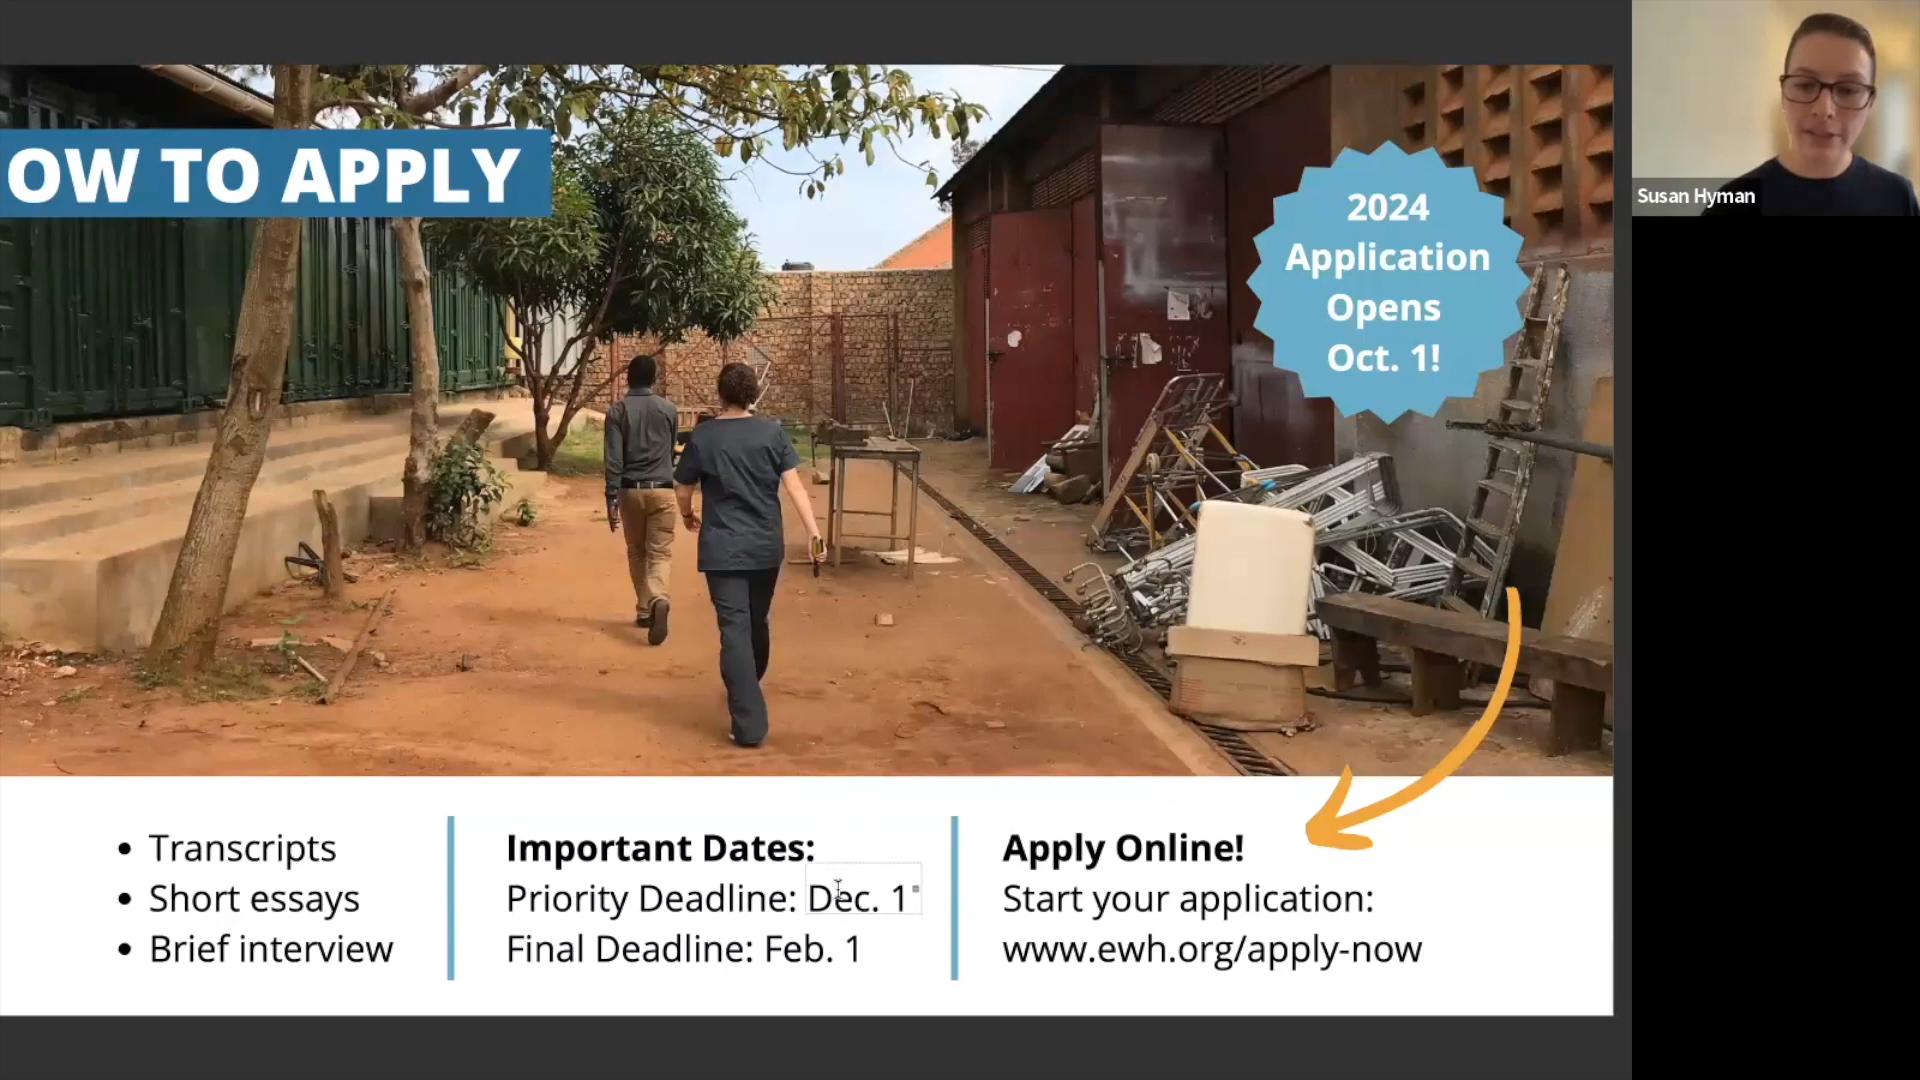 OW TO APPLY
2024
Application
Opens
Oct. 1!
Susan Hyman
• Transcripts
• Short essays
• Brief interview
Important Dates:
Priority Deadline: Dec. 1
Final Deadline: Feb. 1
Apply Online!
Start your application:
www.ewh.org/apply-now